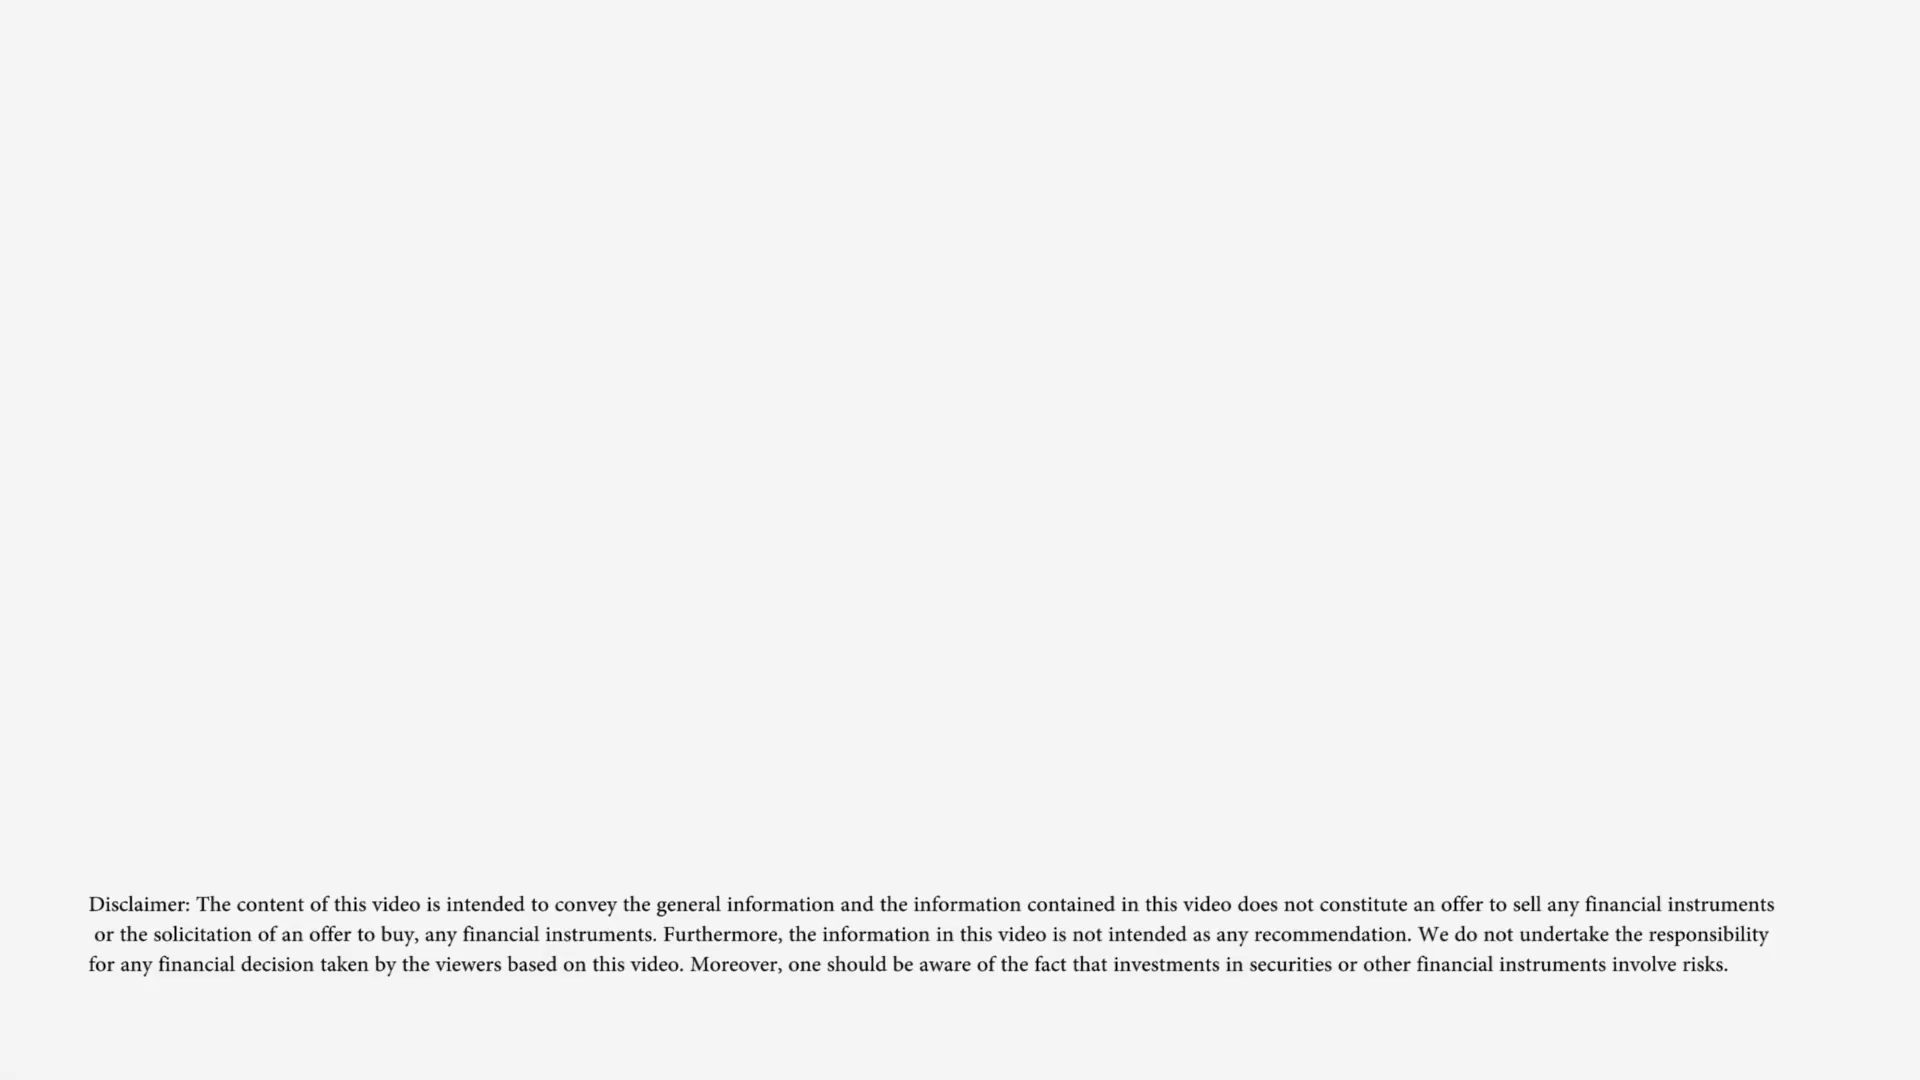 Disclaimer: The content of this video is intended to convey the general information and the information contained in this video does not constitute an offer to sell any financial instruments
or the solicitation of an offer to buy, any financial instruments. Furthermore, the information in this video is not intended as any recommendation. We do not undertake the responsibility
for any financial decision taken by the viewers based on this video. Moreover, one should be aware of the fact that investments in securities or other financial instruments involve risks.